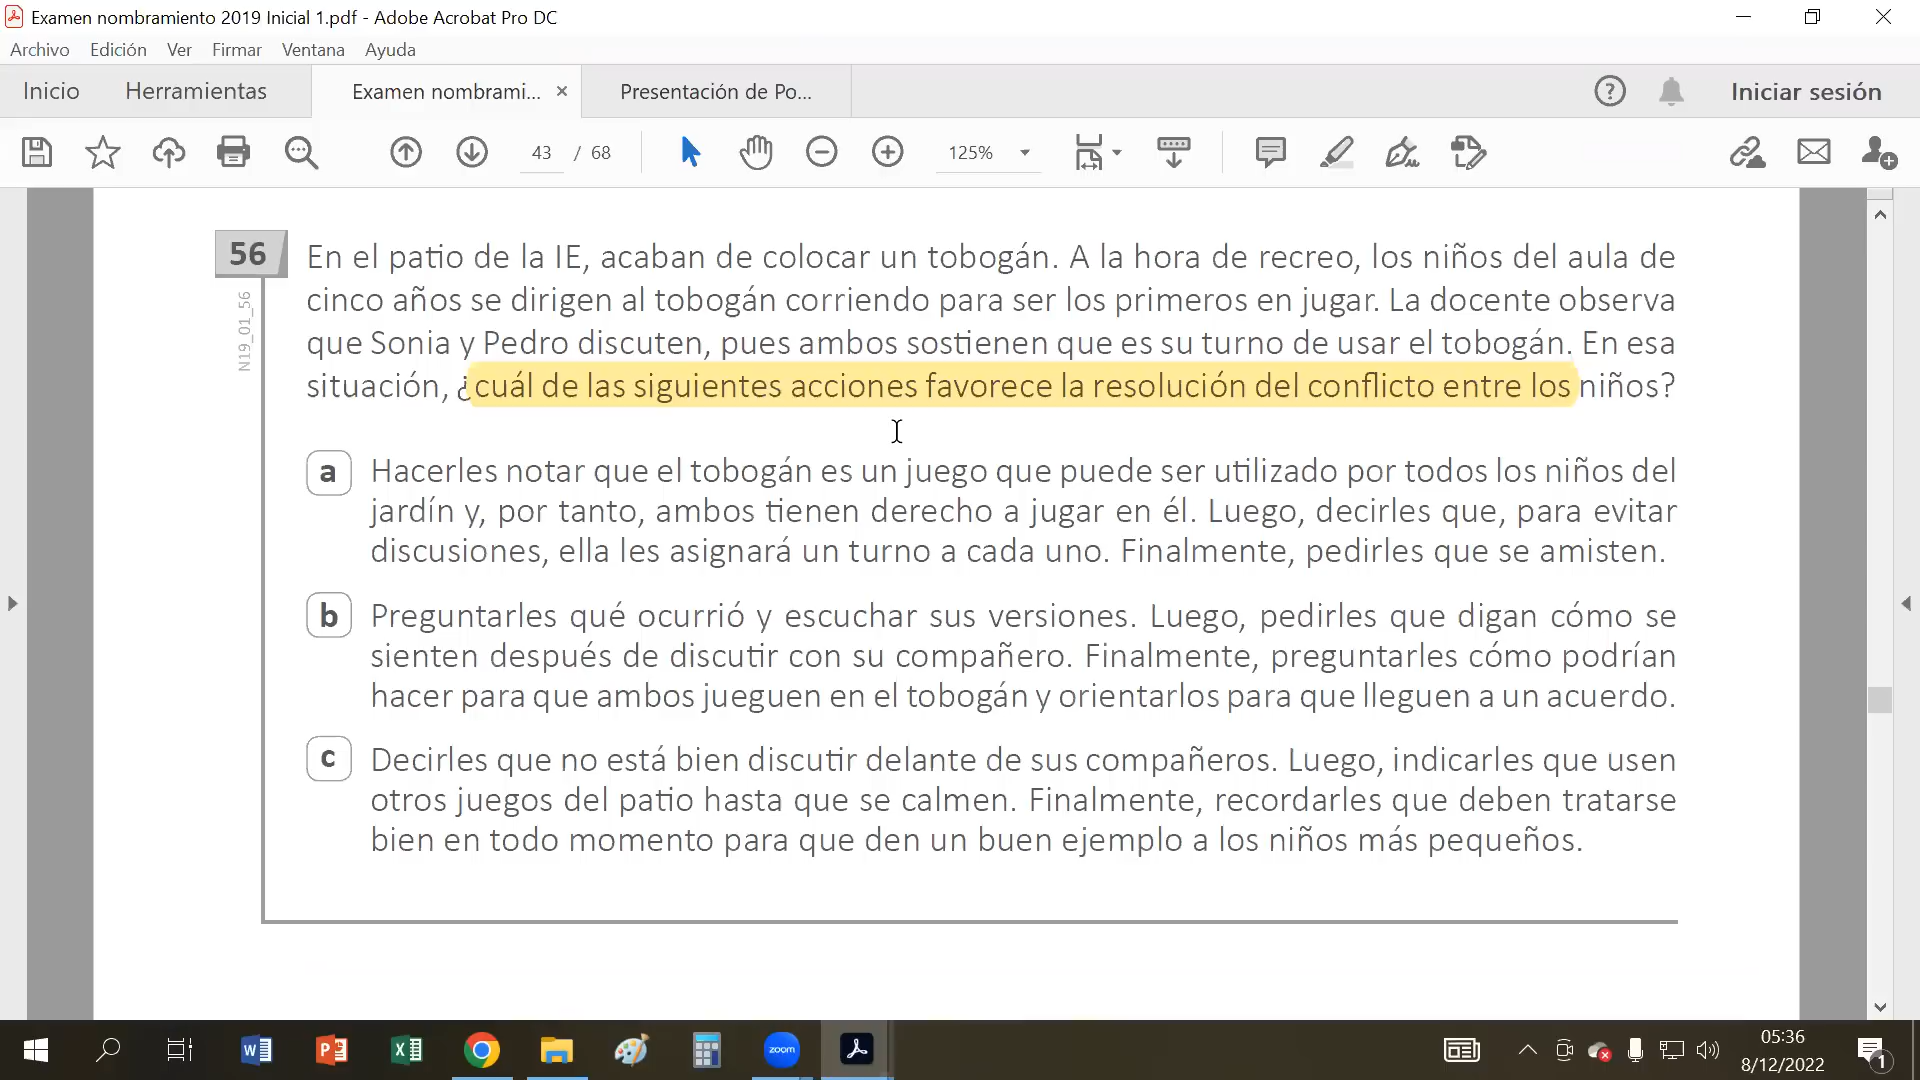 Examen nombramiento 2019 Inicial 1.pdf - Adobe Acrobat Pro DC
Archivo Edición Ver Firmar Ventana Ayuda
Inicio Herramientas Examen nombrami... × Presentación de Po... Iniciar sesión
43 / 68 125%
56 En el patio de la IE, acaban de colocar un tobogán. A la hora de recreo, los niños del aula de
cinco años se dirigen al tobogán corriendo para ser los primeros en jugar. La docente observa
que Sonia y Pedro discuten, pues ambos sostienen que es su turno de usar el tobogán. En esa
situación, ¿cuál de las siguientes acciones favorece la resolución del conflicto entre los niños?
N19_01_56
a Hacerles notar que el tobogán es un juego que puede ser utilizado por todos los niños del
jardín y, por tanto, ambos tienen derecho a jugar en él. Luego, decirles que, para evitar
discusiones, ella les asignará un turno a cada uno. Finalmente, pedirles que se amisten.
b Preguntarles qué ocurrió y escuchar sus versiones. Luego, pedirles que digan cómo se
sienten después de discutir con su compañero. Finalmente, preguntarles cómo podrían
hacer para que ambos jueguen en el tobogán y orientarlos para que lleguen a un acuerdo.
c Decirles que no está bien discutir delante de sus compañeros. Luego, indicarles que usen
otros juegos del patio hasta que se calmen. Finalmente, recordarles que deben tratarse
bien en todo momento para que den un buen ejemplo a los niños más pequeños.
zoom
05:36
8/12/2022
1